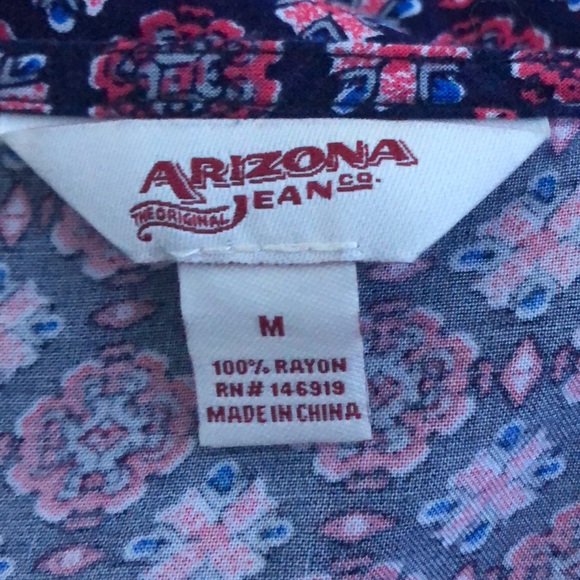 ARIZONA
THE ORIGINAL JEAN CO.
M
100% RAYON
RN# 146919
MADE IN CHINA